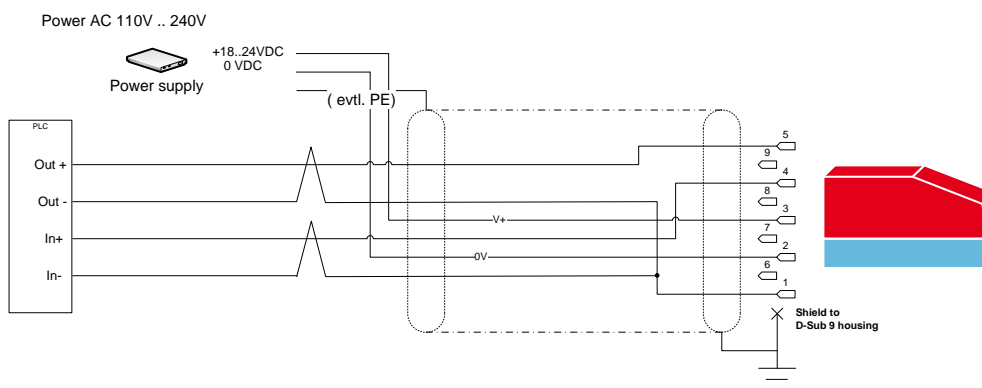 Power AC 110V .. 240V
+18..24VDC
0 VDC
Power supply
( evtl. PE)
PLC
Out +
Out -
In+
In-
V+
0V
5
9
4
8
3
7
2
6
1
Shield to
D-Sub 9 housing